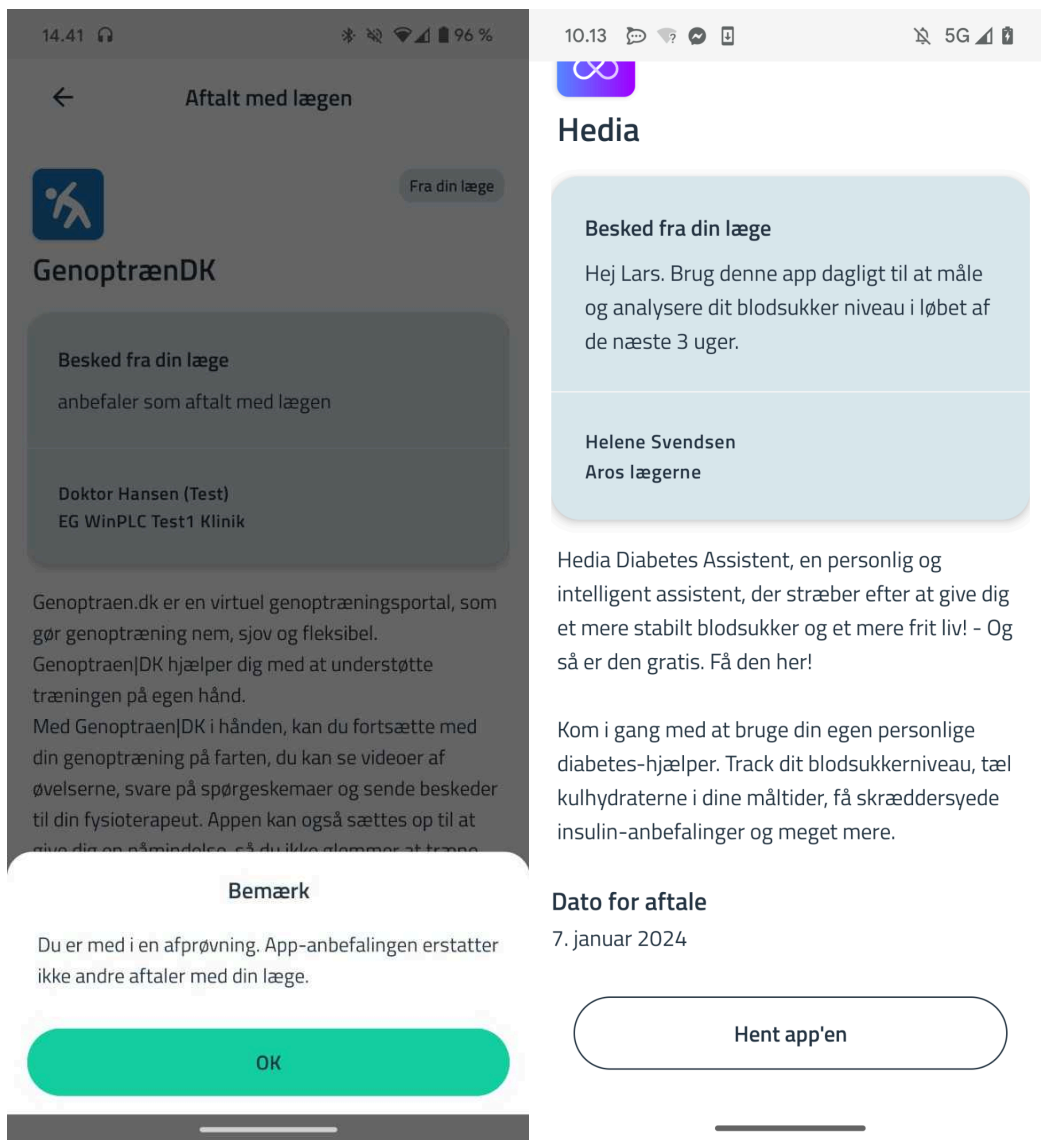 14.41
96 %
Aftalt med lægen
Fra din læge
GenoptrænDK
Besked fra din læge
anbefaler som aftalt med lægen
Doktor Hansen (Test)
EG WinPLC Test1 Klinik
Genoptraen.dk er en virtuel genoptræningsportal, som
gør genoptræning nem, sjov og fleksibel.
Genoptraen|DK hjælper dig med at understøtte
træningen på egen hånd.
Med Genoptraen|DK i hånden, kan du fortsætte med
din genoptræning på farten, du kan se videoer af
øvelserne, svare på spørgeskemaer og sende beskeder
til din fysioterapeut. Appen kan også sættes op til at
give dig en påmindelse, så du ikke glemmer at træne
Bemærk
Du er med i en afprøvning. App-anbefalingen erstatter
ikke andre aftaler med din læge.
OK
10.13
5G
Hedia
Besked fra din læge
Hej Lars. Brug denne app dagligt til at måle
og analysere dit blodsukker niveau i løbet af
de næste 3 uger.
Helene Svendsen
Aros lægerne
Hedia Diabetes Assistent, en personlig og
intelligent assistent, der stræber efter at give dig
et mere stabilt blodsukker og et mere frit liv! - Og
så er den gratis. Få den her!
Kom i gang med at bruge din egen personlige
diabetes-hjælper. Track dit blodsukkerniveau, tæl
kulhydraterne i dine måltider, få skræddersyede
insulin-anbefalinger og meget mere.
Dato for aftale
7. januar 2024
Hent app'en